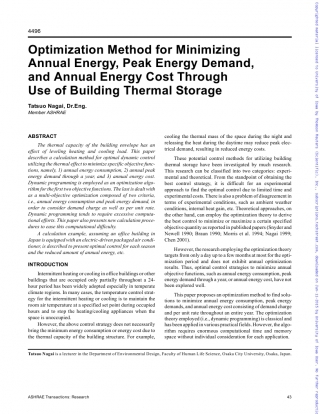 4496
Optimization Method for Minimizing
Annual Energy, Peak Energy Demand,
and Annual Energy Cost Through
Use of Building Thermal Storage
Tatsuo Nagai, Dr.Eng.
Member ASHRAE
ABSTRACT
The thermal capacity of the building envelope has an
effect of leveling heating and cooling load. This paper
describes a calculation method for optimal dynamic control
utilizing the thermal effect to minimize specific objective func-
tions, namely, 1) annual energy consumption, 2) annual peak
energy demand through a year, and 3) annual energy cost.
Dynamic programming is employed as an optimization algo-
rithm for the first two objective functions. The last is dealt with
as a multi-objective optimization composed of two criteria,
i.e., annual energy consumption and peak energy demand, in
order to consider demand charge as well as per unit rate.
Dynamic programming tends to require excessive computa-
tional efforts. This paper also presents new calculation proce-
dures to ease this computational difficulty.
A calculation example, assuming an office building in
Japan is equipped with an electric-driven packaged air condi-
tioner, is described to present optimal control for each season
and the reduced amount of annual energy, etc.
INTRODUCTION
Intermittent heating or cooling in office buildings or other
buildings that are occupied only partially throughout a 24-
hour period has been widely adopted especially in temperate
climate regions. In many cases, the temperature control strat-
egy for the intermittent heating or cooling is to maintain the
room air temperature at a specified set point during occupied
hours and to stop the heating/cooling appliances when the
space is unoccupied.
However, the above control strategy does not necessarily
bring the minimum energy consumption or energy cost due to
the thermal capacity of the building structure. For example,
cooling the thermal mass of the space during the night and
releasing the heat during the daytime may reduce peak elec-
trical demand, resulting in reduced energy costs.
These potential control methods for utilizing building
thermal storage have been investigated by much research.
This research can be classified into two categories: experi-
mental and theoretical. From the standpoint of obtaining the
best control strategy, it is difficult for an experimental
approach to find the optimal control due to limited time and
experimental costs. There is also a problem of disagreement in
terms of experimental conditions, such as ambient weather
conditions, internal heat gain, etc. Theoretical approaches, on
the other hand, can employ the optimization theory to derive
the best control to minimize or maximize a certain specified
objective quantity as reported in published papers (Snyder and
Newell 1990; Braun 1990; Morris et al. 1994; Nagai 1999;
Chen 2001).
However, the research employing the optimization theory
targets from only a day up to a few months at most for the opti-
mization period and does not exhibit annual optimization
results. Thus, optimal control strategies to minimize annual
objective functions, such as annual energy consumption, peak
energy demand through a year, or annual energy cost, have not
been explored well.
This paper proposes an optimization method to find solu-
tions to minimize annual energy consumption, peak energy
demands, and annual energy cost consisting of demand charge
and per unit rate throughout an entire year. The optimization
theory employed (i.e., dynamic programming) is classical and
has been applied in various practical fields. However, the algo-
rithm requires enormous computational time and memory
space without individual consideration for each application.
Tatsuo Nagai is a lecturer in the Department of Environmental Design, Faculty of Human Life Science, Osaka City University, Osaka, Japan.
ASHRAE Transactions: Research
43